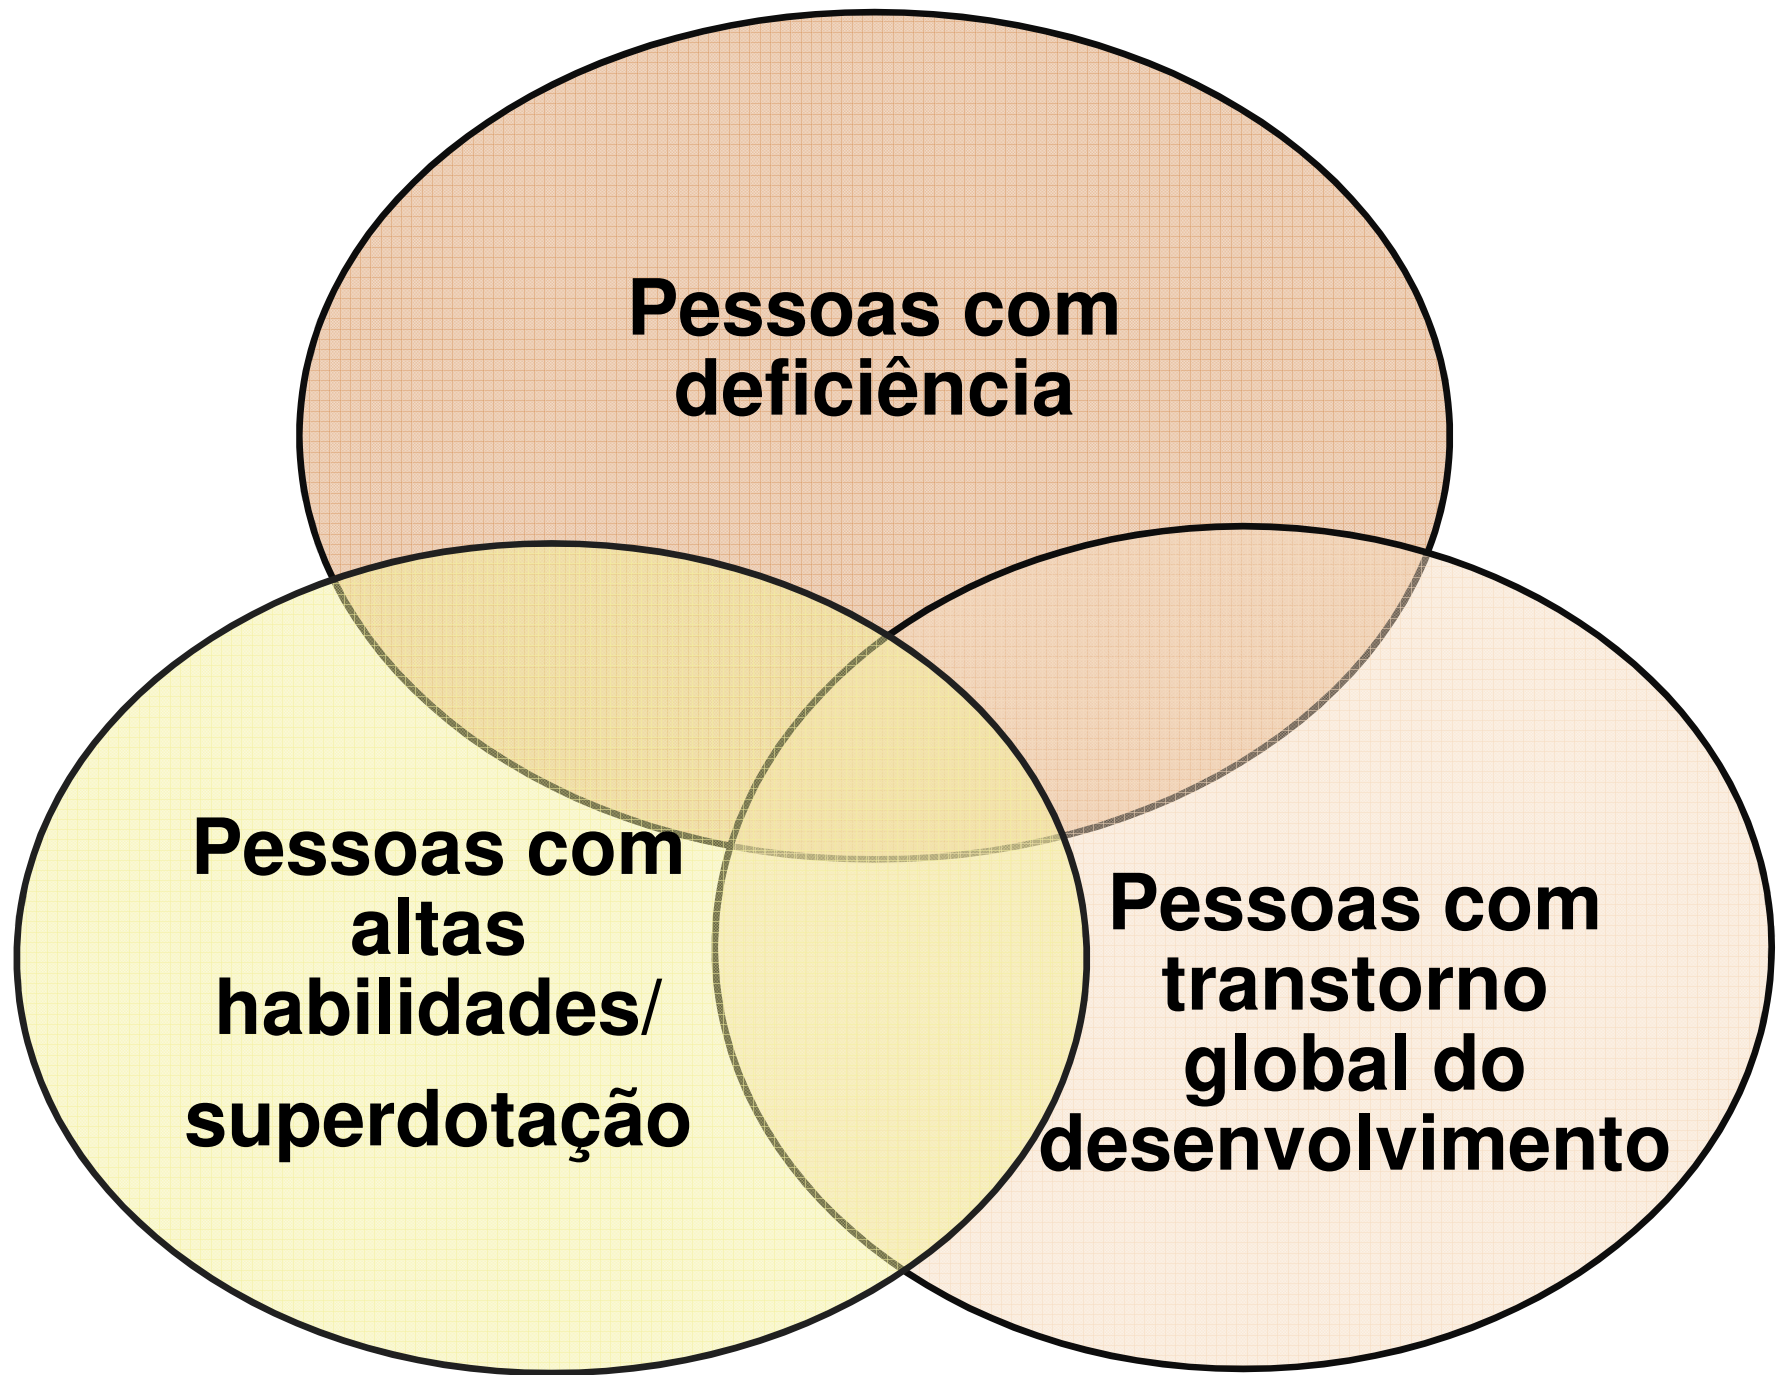 Pessoas com
deficiência
Pessoas com
altas
habilidades/
superdotação
Pessoas com
transtorno
global do
desenvolvimento